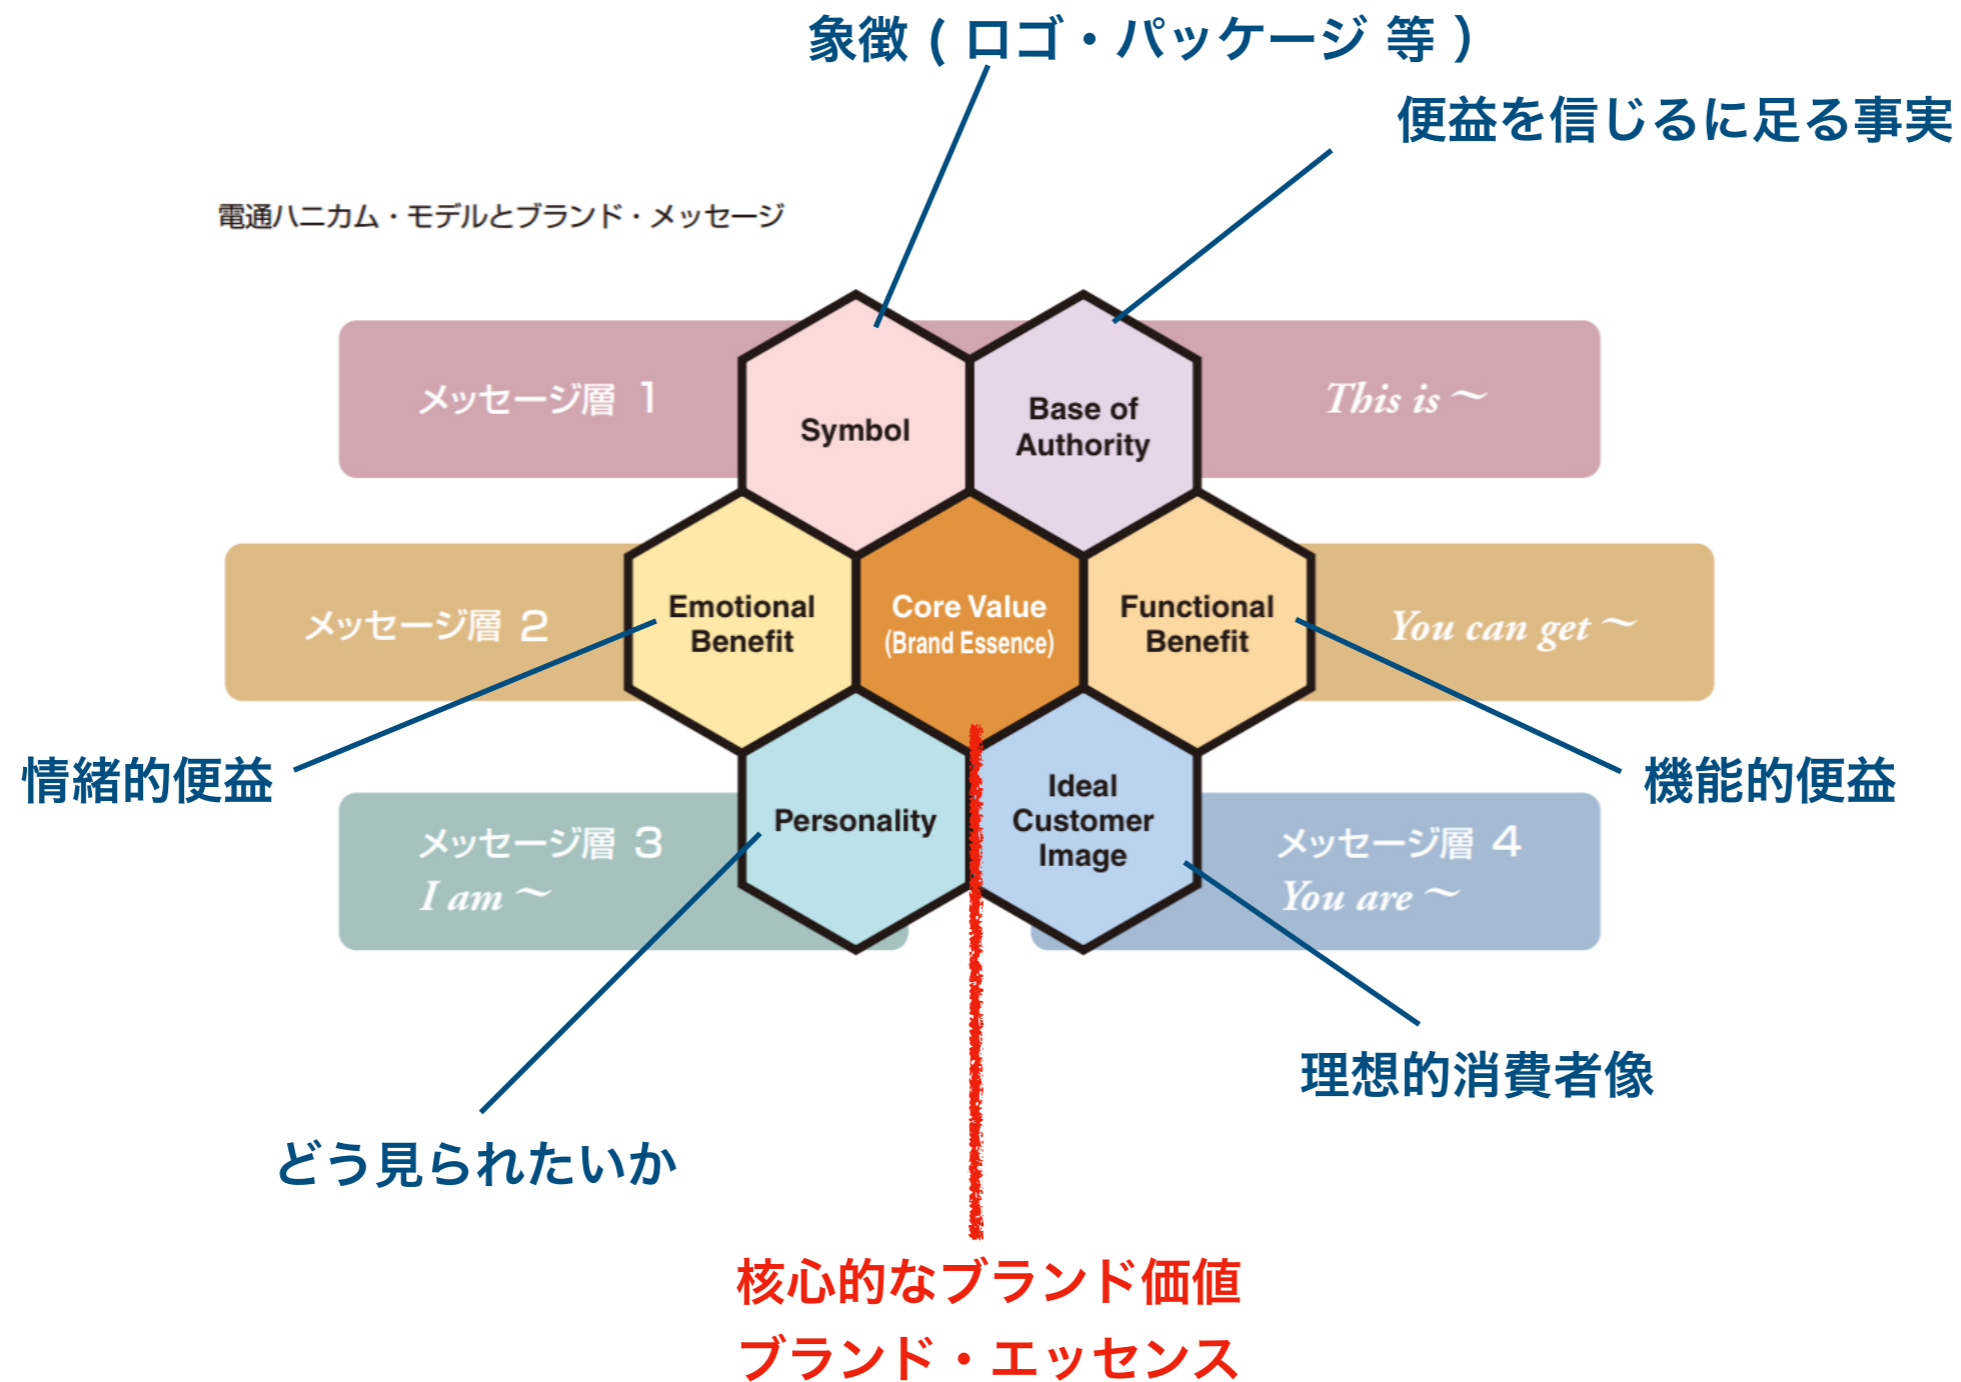 象徴 ( ロゴ・パッケージ 等 )
便益を信じるに足る事実
電通ハニカム・モデルとブランド・メッセージ
メッセージ層 1
Symbol
Base of
Authority
This is ~
メッセージ層 2
Emotional
Benefit
Core Value
(Brand Essence)
Functional
Benefit
You can get ~
情緒的便益
機能的便益
メッセージ層 3
I am ~
Personality
Ideal
Customer
Image
メッセージ層 4
You are ~
理想的消費者像
どう見られたいか
核心的なブランド価値
ブランド・エッセンス